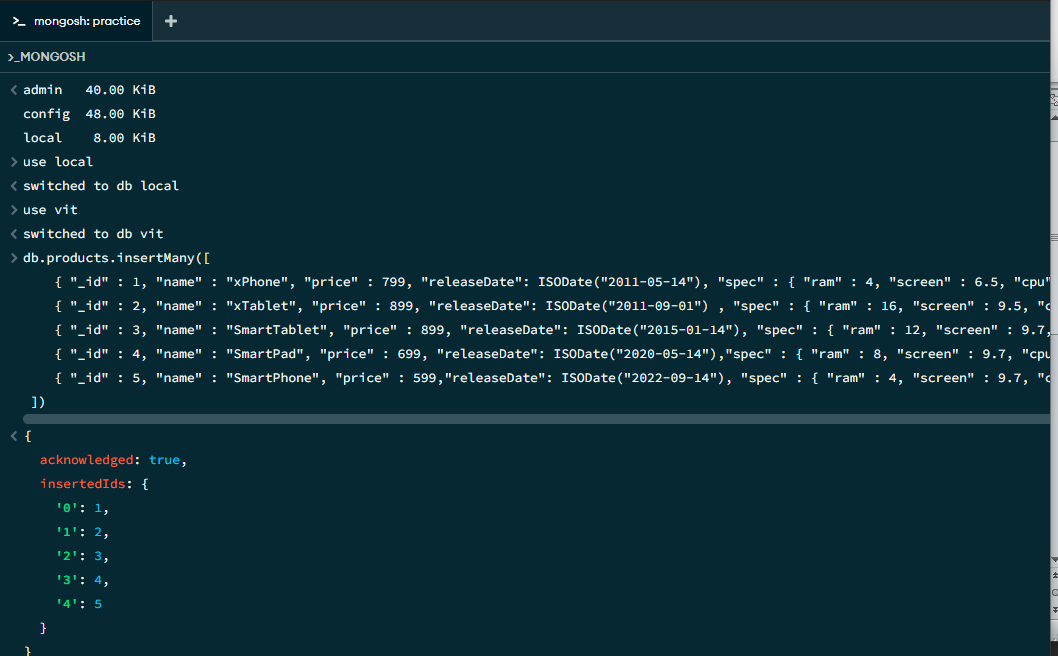 >_ mongosh: practice +
>_MONGOSH
< admin   40.00 KiB
  config  48.00 KiB
  local    8.00 KiB
> use local
< switched to db local
> use vit
< switched to db vit
> db.products.insertMany([
      { "_id" : 1, "name" : "xPhone", "price" : 799, "releaseDate": ISODate("2011-05-14"), "spec" : { "ram" : 4, "screen" : 6.5, "cpu"
      { "_id" : 2, "name" : "xTablet", "price" : 899, "releaseDate": ISODate("2011-09-01") , "spec" : { "ram" : 16, "screen" : 9.5, "c
      { "_id" : 3, "name" : "SmartTablet", "price" : 899, "releaseDate": ISODate("2015-01-14"), "spec" : { "ram" : 12, "screen" : 9.7,
      { "_id" : 4, "name" : "SmartPad", "price" : 699, "releaseDate": ISODate("2020-05-14"),"spec" : { "ram" : 8, "screen" : 9.7, "cpu
      { "_id" : 5, "name" : "SmartPhone", "price" : 599,"releaseDate": ISODate("2022-09-14"), "spec" : { "ram" : 4, "screen" : 9.7, "c
   ])
< {
    acknowledged: true,
    insertedIds: {
      '0': 1,
      '1': 2,
      '2': 3,
      '3': 4,
      '4': 5
    }
  }